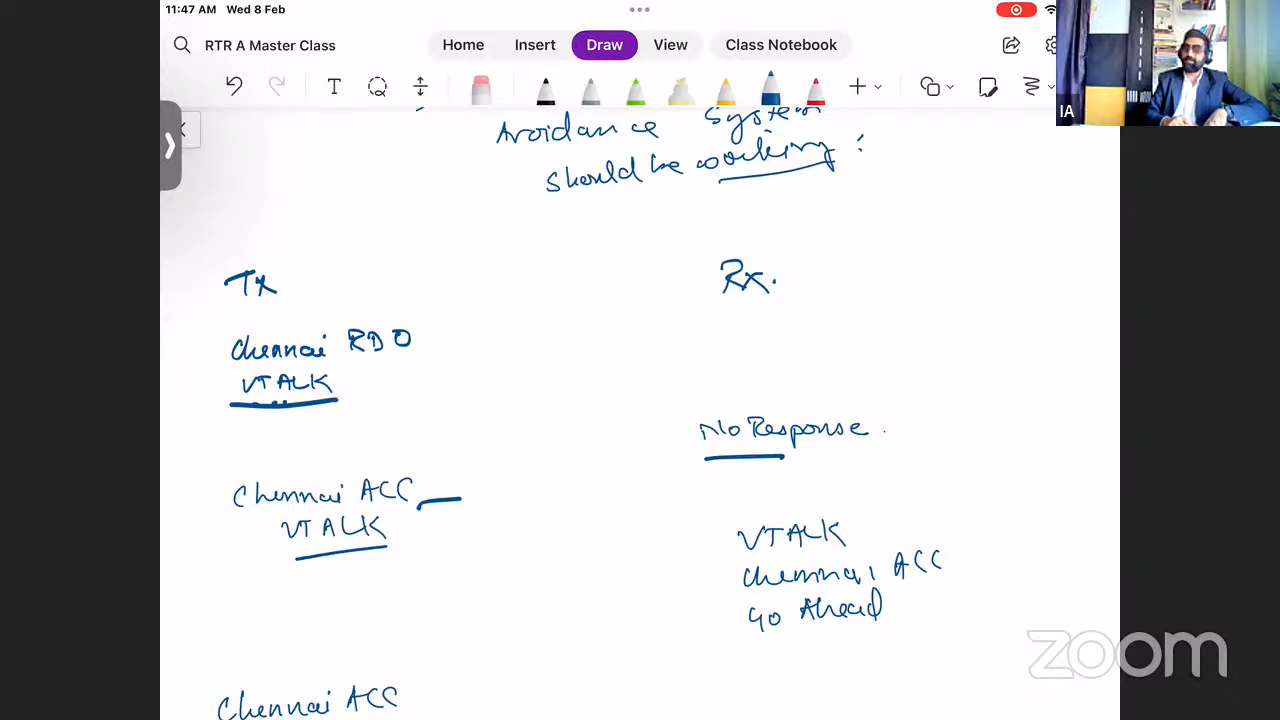 11:47 AM Wed 8 Feb
RTR A Master Class
Home Insert Draw View Class Notebook
T
IA
Avoidance System
should be working :
Tx
Rx.
Chennai RDO
VTALK
No Response .
Chennai ACC
VTALK
VTALK
Chennai ACC
Go Ahead
zoom
Chennai ACC